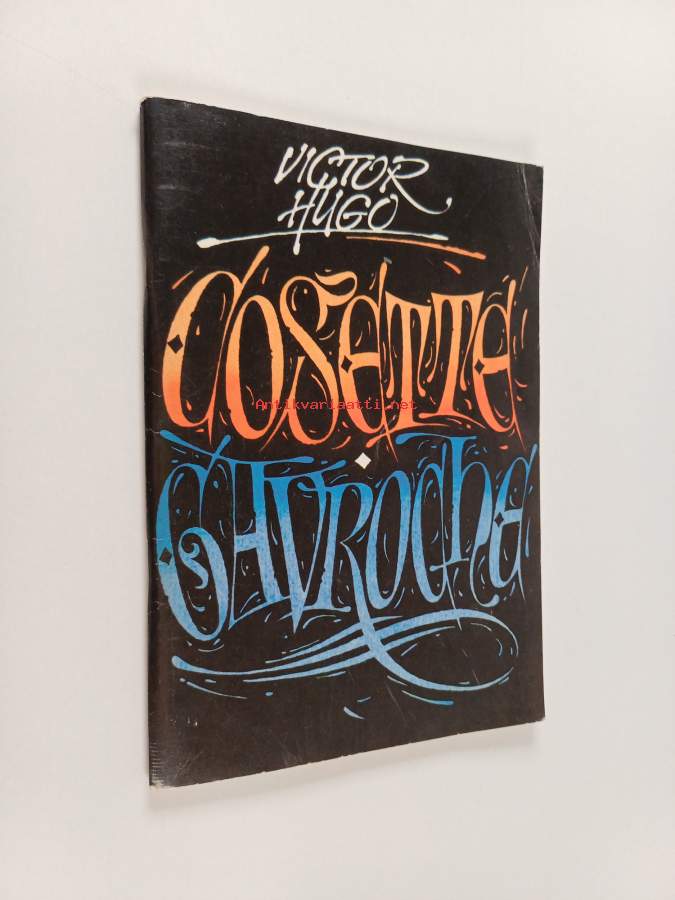 VICTOR
HUGO
COSETTE
Antikvariaatti.net
GAVROCHE